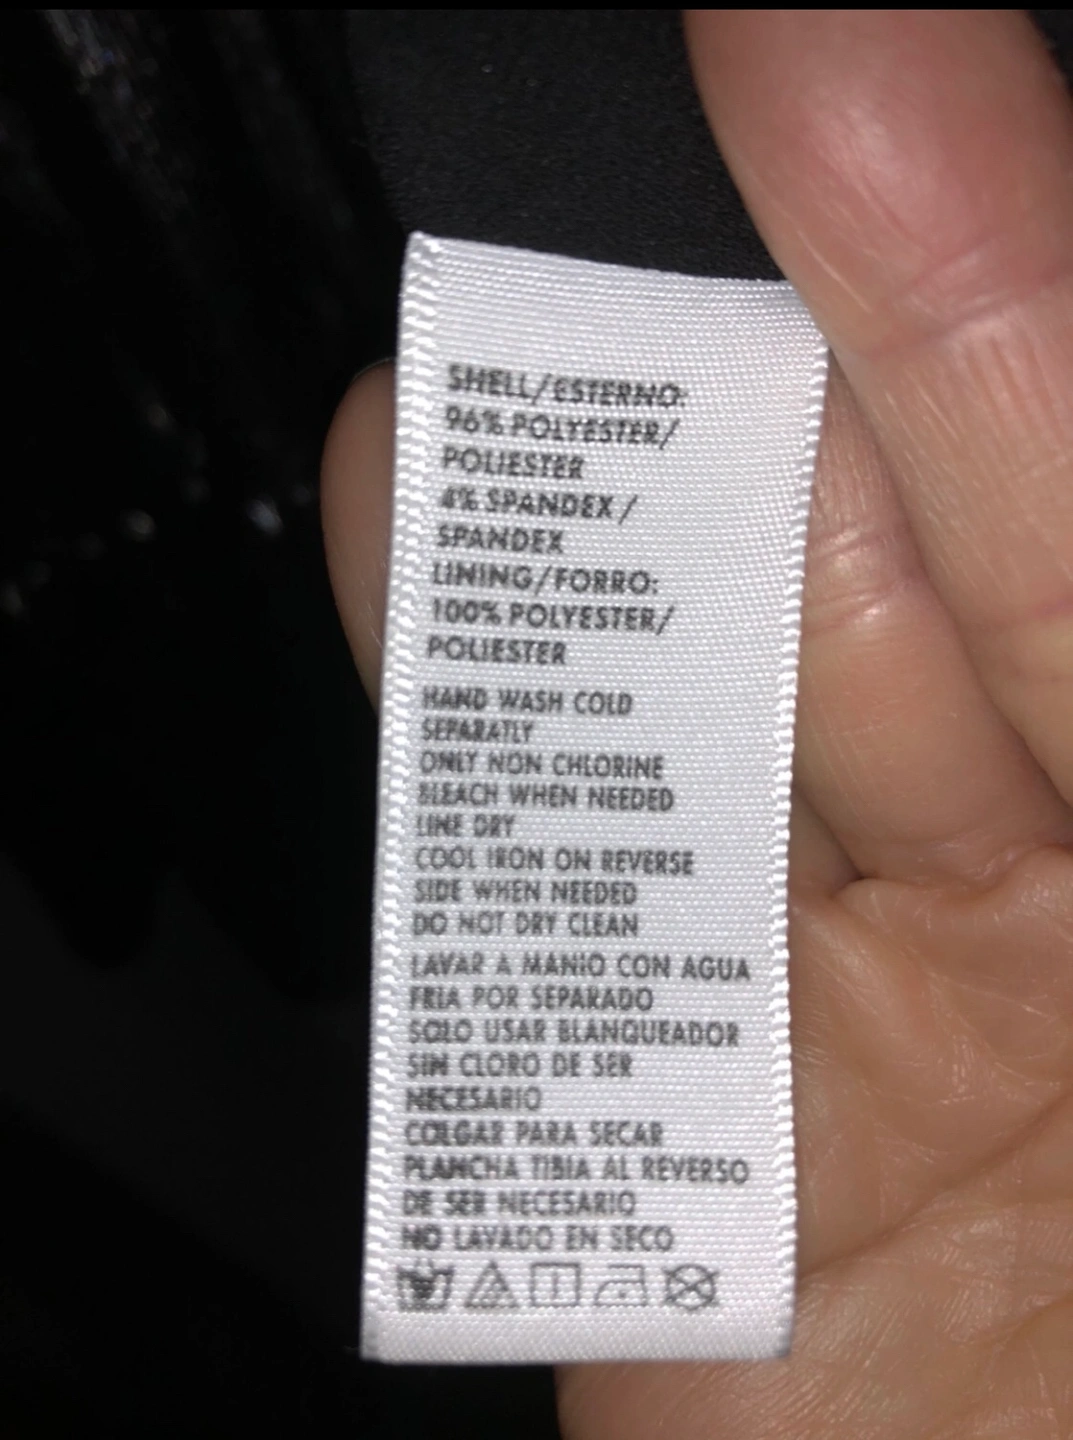 SHELL/ESTERNO:
96% POLYESTER/
POLIESTER
4% SPANDEX /
SPANDEX
LINING/FORRO:
100% POLYESTER/
POLIESTER
HAND WASH COLD
SEPARATLY
ONLY NON CHLORINE
BLEACH WHEN NEEDED
LINE DRY
COOL IRON ON REVERSE
SIDE WHEN NEEDED
DO NOT DRY CLEAN
LAVAR A MANIO CON AGUA
FRIA POR SEPARADO
SOLO USAR BLANQUEADOR
SIN CLORO DE SER
NECESARIO
COLGAR PARA SECAR
PLANCHA TIBIA AL REVERSO
DE SER NECESARIO
NO LAVADO EN SECO